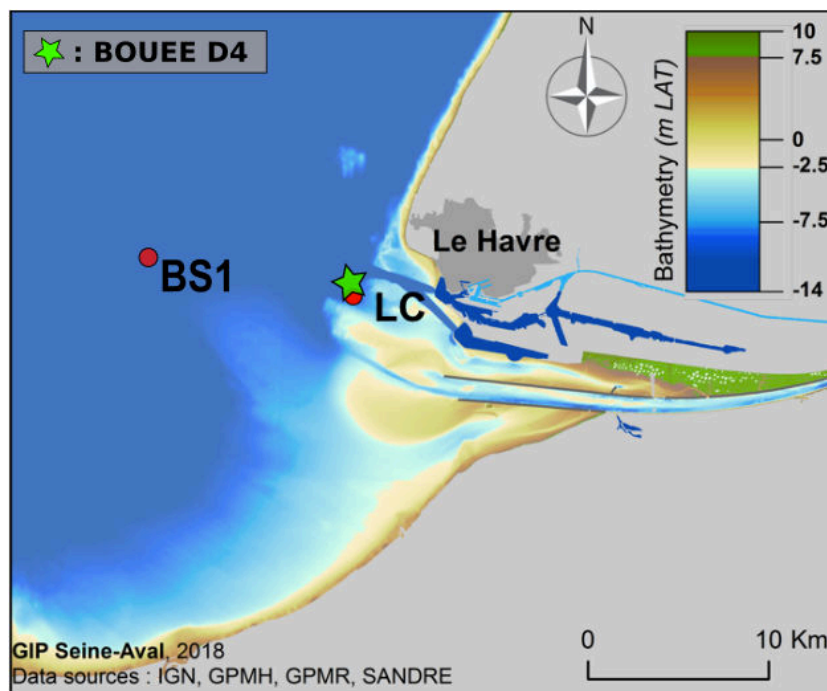 : BOUEE D4
N
10
7.5
0
-2.5
-7.5
-14
Bathymetry (m LAT)
Le Havre
BS1
LC
0 10 Km
GIP Seine-Aval, 2018
Data sources : IGN, GPMH, GPMR, SANDRE